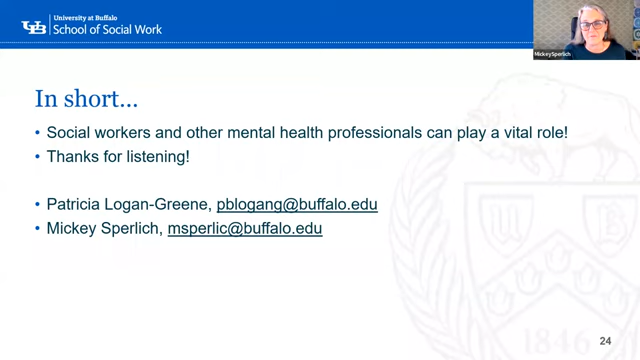 University at Buffalo
UB School of Social Work
MickeySperlich
In short...
• Social workers and other mental health professionals can play a vital role!
• Thanks for listening!
• Patricia Logan-Greene, pblogang@buffalo.edu
• Mickey Sperlich, msperlic@buffalo.edu
U B
1846
24